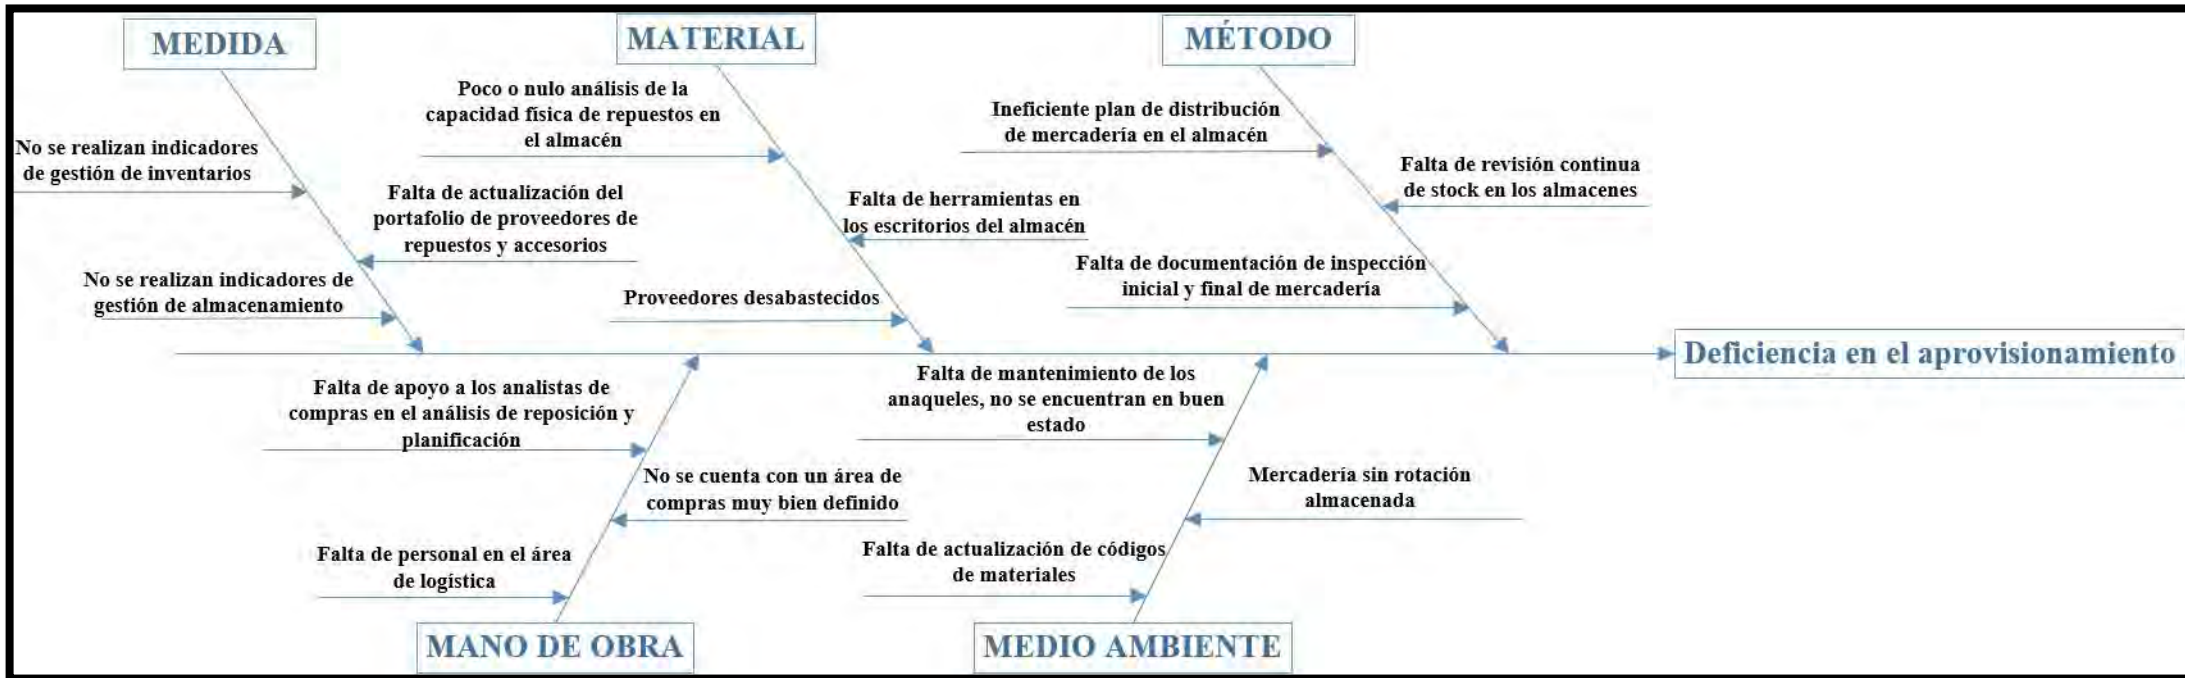 MEDIDA
No se realizan indicadores
de gestión de inventarios
Falta de actualización del
portafolio de proveedores de
repuestos y accesorios
No se realizan indicadores de
gestión de almacenamiento
MATERIAL
Poco o nulo análisis de la
capacidad física de repuestos en
el almacén
Falta de herramientas en
los escritorios del almacén
Proveedores desabastecidos
MÉTODO
Ineficiente plan de distribución
de mercadería en el almacén
Falta de revisión continua
de stock en los almacenes
Falta de documentación de inspección
inicial y final de mercadería
Deficiencia en el aprovisionamiento
Falta de apoyo a los analistas de
compras en el análisis de reposición y
planificación
No se cuenta con un área de
compras muy bien definido
Falta de personal en el área
de logística
MANO DE OBRA
Falta de mantenimiento de los
anaqueles, no se encuentran en buen
estado
Mercadería sin rotación
almacenada
Falta de actualización de códigos
de materiales
MEDIO AMBIENTE